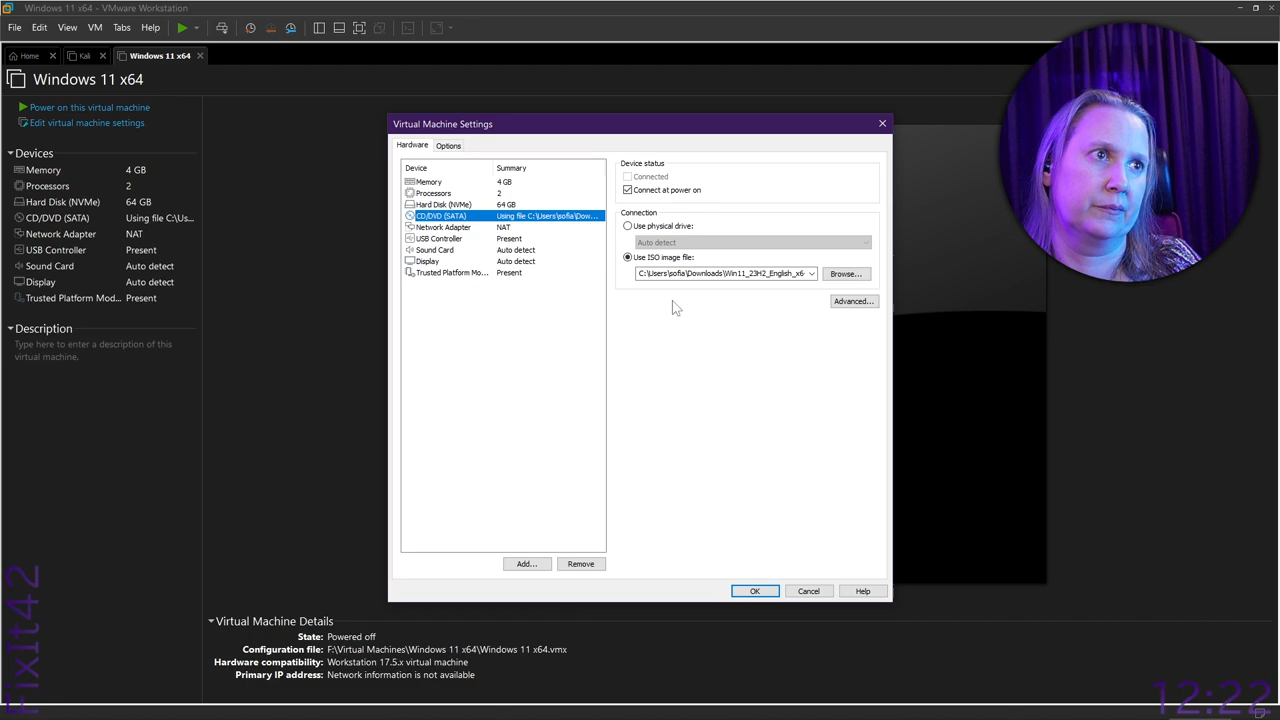 Windows 11 x64 - VMware Workstation
File Edit View VM Tabs Help
Home Kali Windows 11 x64
Windows 11 x64
Power on this virtual machine
Edit virtual machine settings
Devices
Memory 4 GB
Processors 2
Hard Disk (NVMe) 64 GB
CD/DVD (SATA) Using file C:\Us...
Network Adapter NAT
USB Controller Present
Sound Card Auto detect
Display Auto detect
Trusted Platform Mod... Present
Description
Type here to enter a description of this
virtual machine.
Virtual Machine Settings
Hardware Options
Device Summary
Memory 4 GB
Processors 2
Hard Disk (NVMe) 64 GB
CD/DVD (SATA) Using file C:\Users\sofia\Dow...
Network Adapter NAT
USB Controller Present
Sound Card Auto detect
Display Auto detect
Trusted Platform Mo... Present
Add... Remove
Device status
Connected
Connect at power on
Connection
Use physical drive:
Auto detect
Use ISO image file:
C:\Users\sofia\Downloads\Win11_23H2_English_x6 Browse...
Advanced...
OK Cancel Help
Virtual Machine Details
State: Powered off
Configuration file: F:\Virtual Machines\Windows 11 x64\Windows 11 x64.vmx
Hardware compatibility: Workstation 17.5.x virtual machine
Primary IP address: Network information is not available
FixIt42
12:22